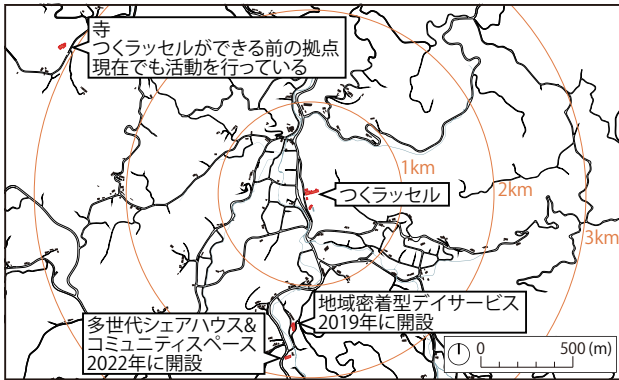 寺
つくラッセルができる前の拠点
現在でも活動を行っている
1km
つくラッセル
2km
3km
地域密着型デイサービス
2019年に開設
多世代シェアハウス&
コミュニティスペース
2022年に開設
0 500 (m)